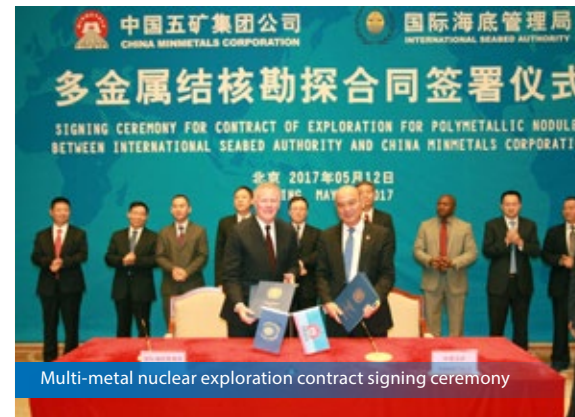 中国五矿集团公司
CHINA MINMETALS CORPORATION
国际海底管理局
INTERNATIONAL SEABED AUTHORITY
多金属结核勘探合同签署仪式
SIGNING CEREMONY FOR CONTRACT OF EXPLORATION FOR POLYMETALLIC NODULE
BETWEEN INTERNATIONAL SEABED AUTHORITY AND CHINA MINMETALS CORPORATI
北京 2017年05月12日
MAY 2017
Multi-metal nuclear exploration contract signing ceremony